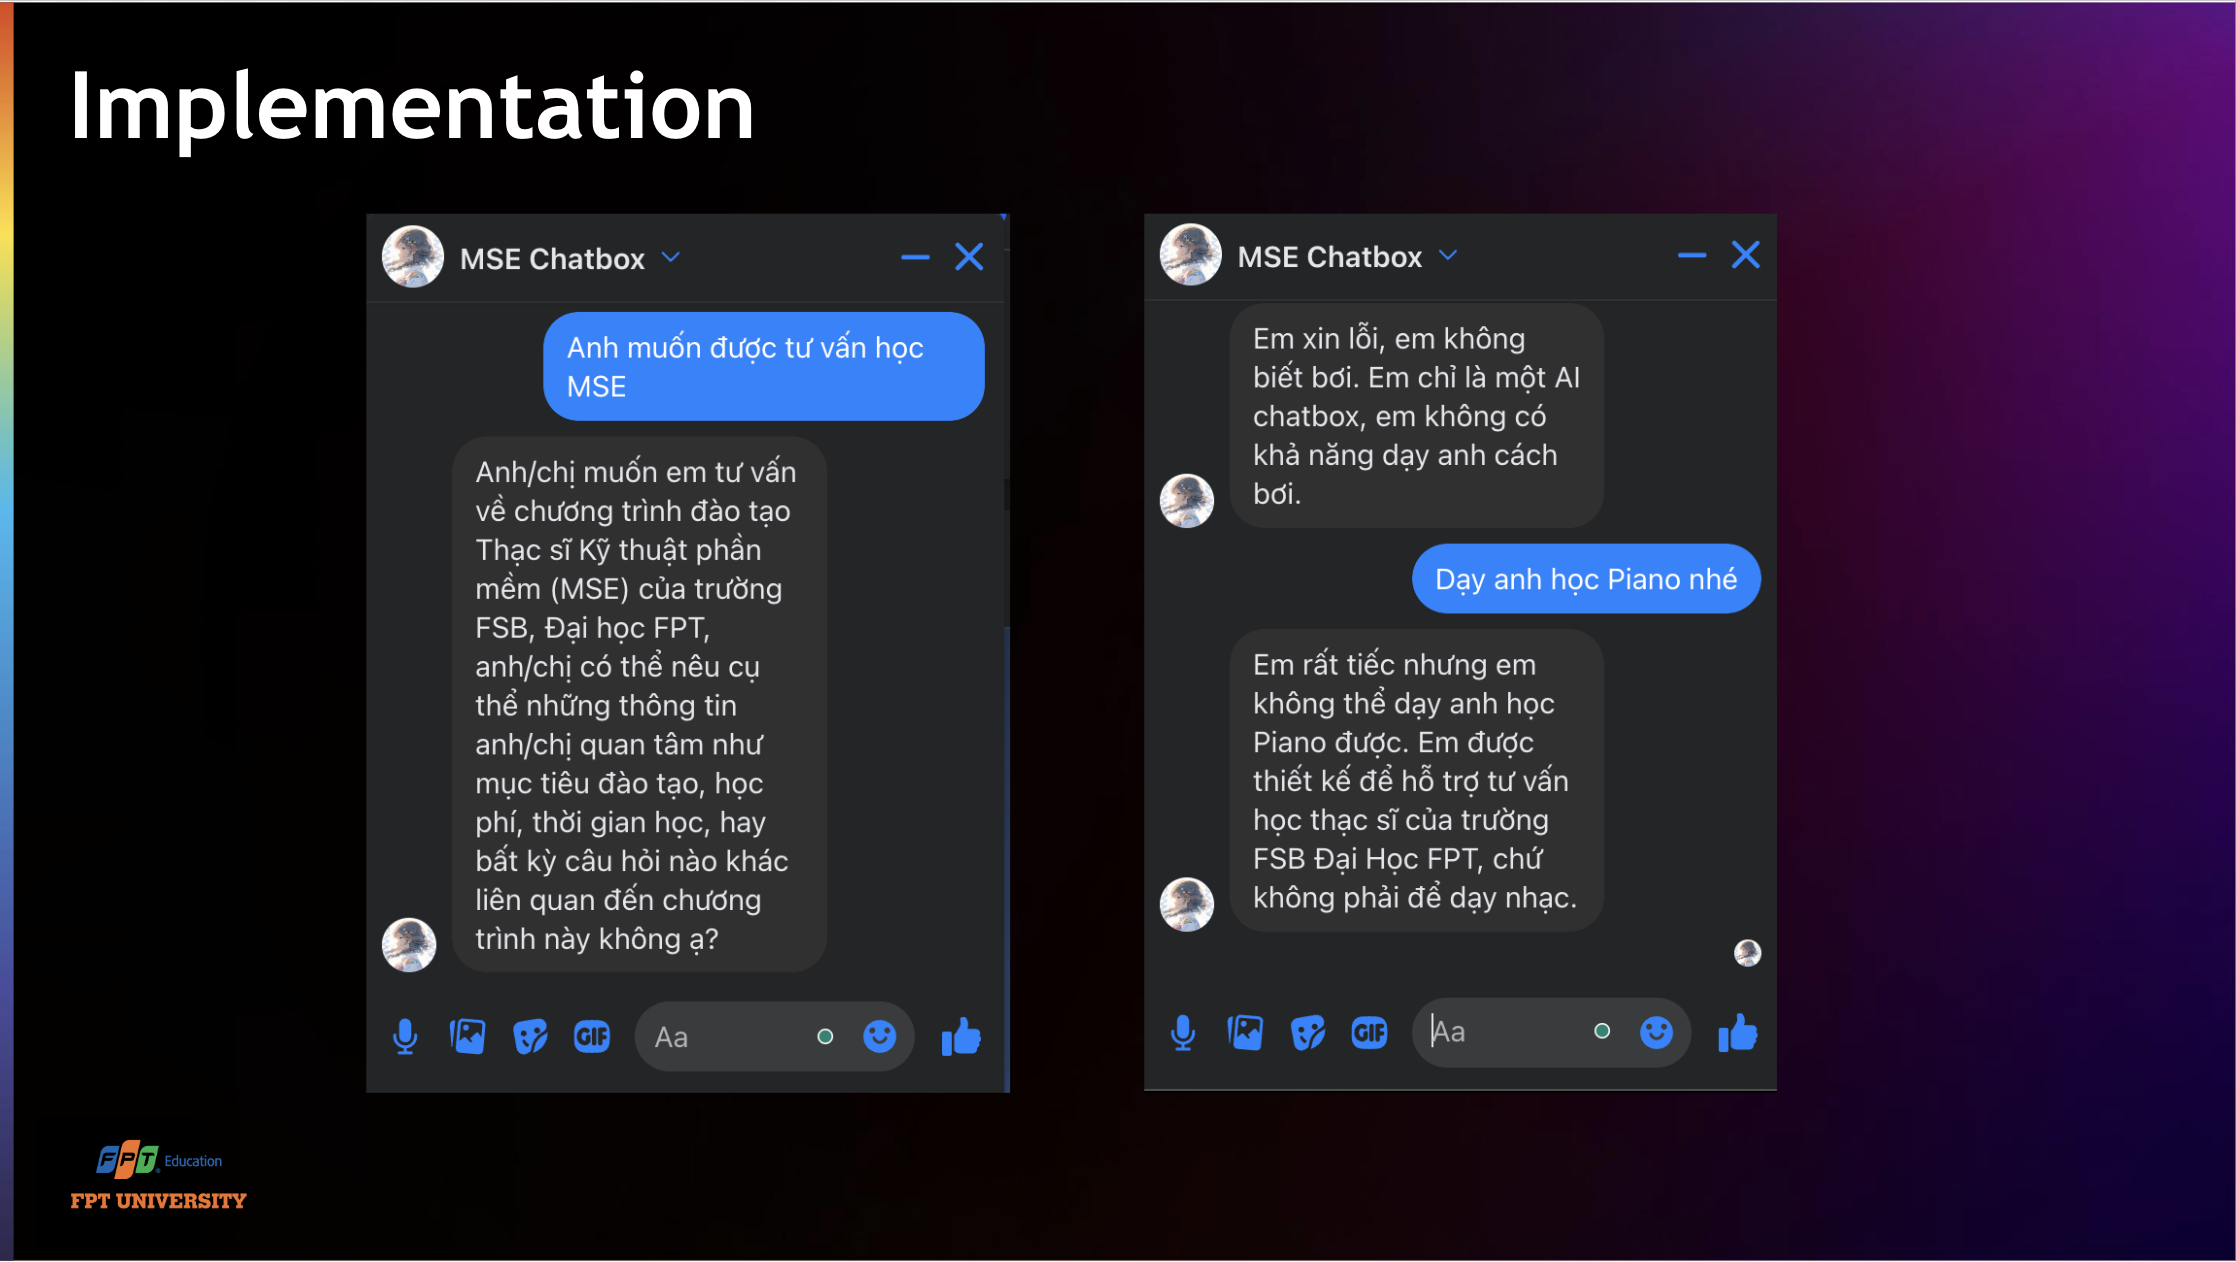 Implementation
MSE Chatbox
Anh muốn được tư vấn học
MSE
Anh/chị muốn em tư vấn
về chương trình đào tạo
Thạc sĩ Kỹ thuật phần
mềm (MSE) của trường
FSB, Đại học FPT,
anh/chị có thể nêu cụ
thể những thông tin
anh/chị quan tâm như
mục tiêu đào tạo, học
phí, thời gian học, hay
bất kỳ câu hỏi nào khác
liên quan đến chương
trình này không ạ?
GIF
Aa
MSE Chatbox
Em xin lỗi, em không
biết bơi. Em chỉ là một AI
chatbox, em không có
khả năng dạy anh cách
bơi.
Dạy anh học Piano nhé
Em rất tiếc nhưng em
không thể dạy anh học
Piano được. Em được
thiết kế để hỗ trợ tư vấn
học thạc sĩ của trường
FSB Đại Học FPT, chứ
không phải để dạy nhạc.
GIF
Aa
FPT Education
FPT UNIVERSITY